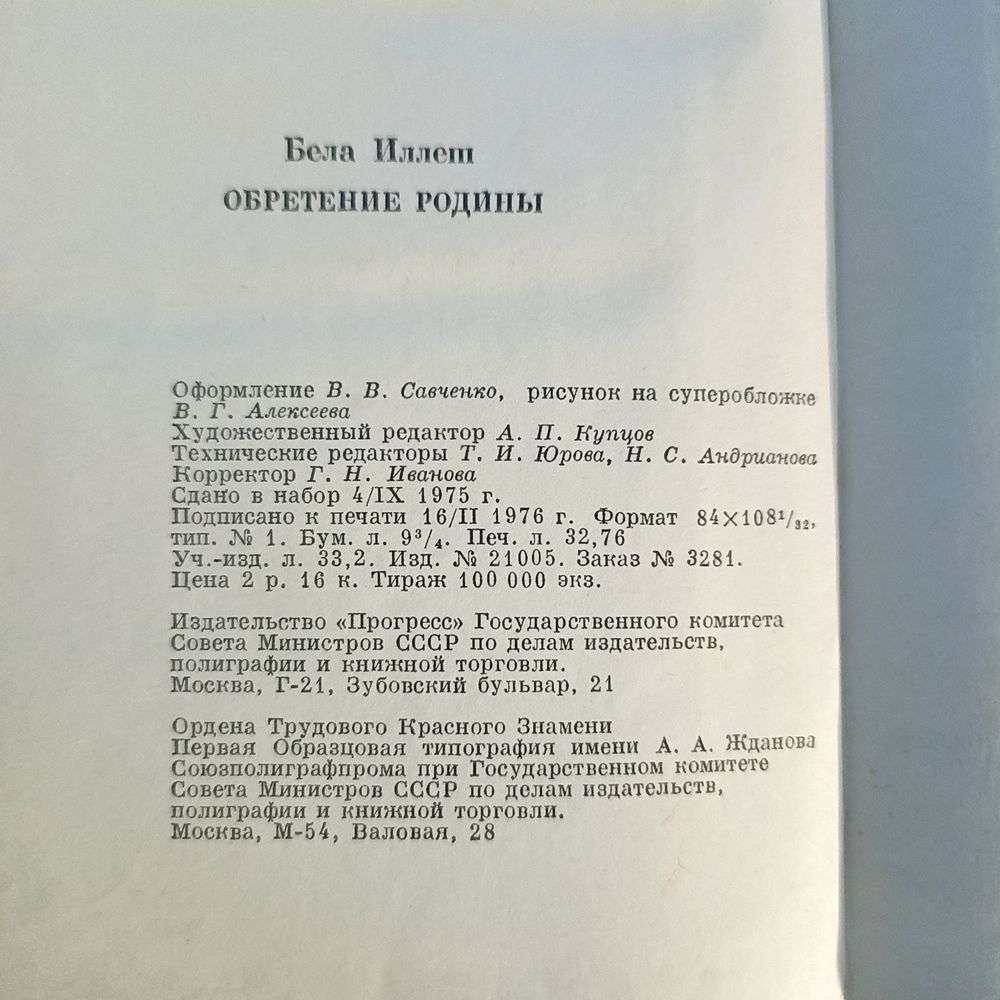 Бела Иллеш
ОБРЕТЕНИЕ РОДИНЫ
Оформление В. В. Савченко, рисунок на суперобложке
В. Г. Алексеева
Художественный редактор А. П. Купцов
Технические редакторы Т. И. Юрова, Н. С. Андрианова
Корректор Г. Н. Иванова
Сдано в набор 4/IX 1975 г.
Подписано к печати 16/II 1976 г. Формат 84×108¹/₃₂,
тип. № 1. Бум. л. 9³/₄. Печ. л. 32,76
Уч.-изд. л. 33,2. Изд. № 21005. Заказ № 3281.
Цена 2 р. 16 к. Тираж 100 000 экз.
Издательство «Прогресс» Государственного комитета
Совета Министров СССР по делам издательств,
полиграфии и книжной торговли.
Москва, Г-21, Зубовский бульвар, 21
Ордена Трудового Красного Знамени
Первая Образцовая типография имени А. А. Жданова
Союзполиграфпрома при Государственном комитете
Совета Министров СССР по делам издательств,
полиграфии и книжной торговли.
Москва, М-54, Валовая, 28